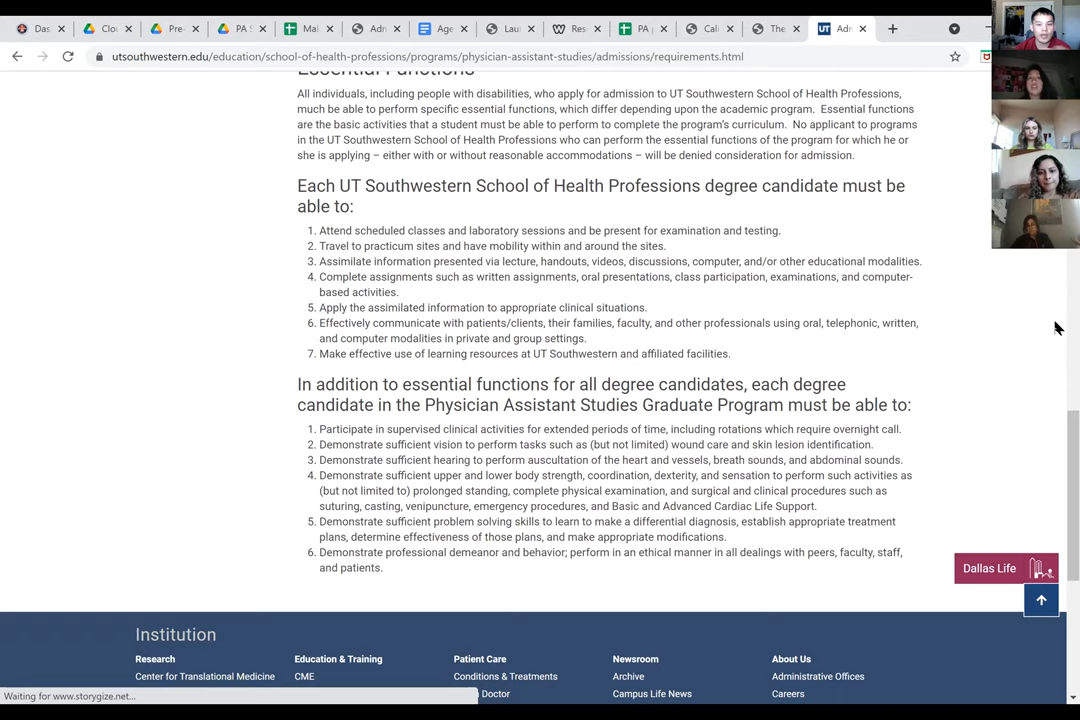 Das
Clo
Pre-
PA S
Mai
Adn
Age
Laur
Res
PA
Cali
The
UT Adn
utsouthwestern.edu/education/school-of-health-professions/programs/physician-assistant-studies/admissions/requirements.html
Essential Functions
All individuals, including people with disabilities, who apply for admission to UT Southwestern School of Health Professions,
much be able to perform specific essential functions, which differ depending upon the academic program. Essential functions
are the basic activities that a student must be able to perform to complete the program's curriculum. No applicant to programs
in the UT Southwestern School of Health Professions who can perform the essential functions of the program for which he or
she is applying – either with or without reasonable accommodations – will be denied consideration for admission.
Each UT Southwestern School of Health Professions degree candidate must be
able to:
1. Attend scheduled classes and laboratory sessions and be present for examination and testing.
2. Travel to practicum sites and have mobility within and around the sites.
3. Assimilate information presented via lecture, handouts, videos, discussions, computer, and/or other educational modalities.
4. Complete assignments such as written assignments, oral presentations, class participation, examinations, and computer-
based activities.
5. Apply the assimilated information to appropriate clinical situations.
6. Effectively communicate with patients/clients, their families, faculty, and other professionals using oral, telephonic, written,
and computer modalities in private and group settings.
7. Make effective use of learning resources at UT Southwestern and affiliated facilities.
In addition to essential functions for all degree candidates, each degree
candidate in the Physician Assistant Studies Graduate Program must be able to:
1. Participate in supervised clinical activities for extended periods of time, including rotations which require overnight call.
2. Demonstrate sufficient vision to perform tasks such as (but not limited) wound care and skin lesion identification.
3. Demonstrate sufficient hearing to perform auscultation of the heart and vessels, breath sounds, and abdominal sounds.
4. Demonstrate sufficient upper and lower body strength, coordination, dexterity, and sensation to perform such activities as
(but not limited to) prolonged standing, complete physical examination, and surgical and clinical procedures such as
suturing, casting, venipuncture, emergency procedures, and Basic and Advanced Cardiac Life Support.
5. Demonstrate sufficient problem solving skills to learn to make a differential diagnosis, establish appropriate treatment
plans, determine effectiveness of those plans, and make appropriate modifications.
6. Demonstrate professional demeanor and behavior; perform in an ethical manner in all dealings with peers, faculty, staff,
and patients.
Dallas Life
Institution
Research
Education & Training
Patient Care
Newsroom
About Us
Center for Translational Medicine
CME
Conditions & Treatments
Archive
Administrative Offices
Doctor
Campus Life News
Careers
Waiting for www.storygize.net...